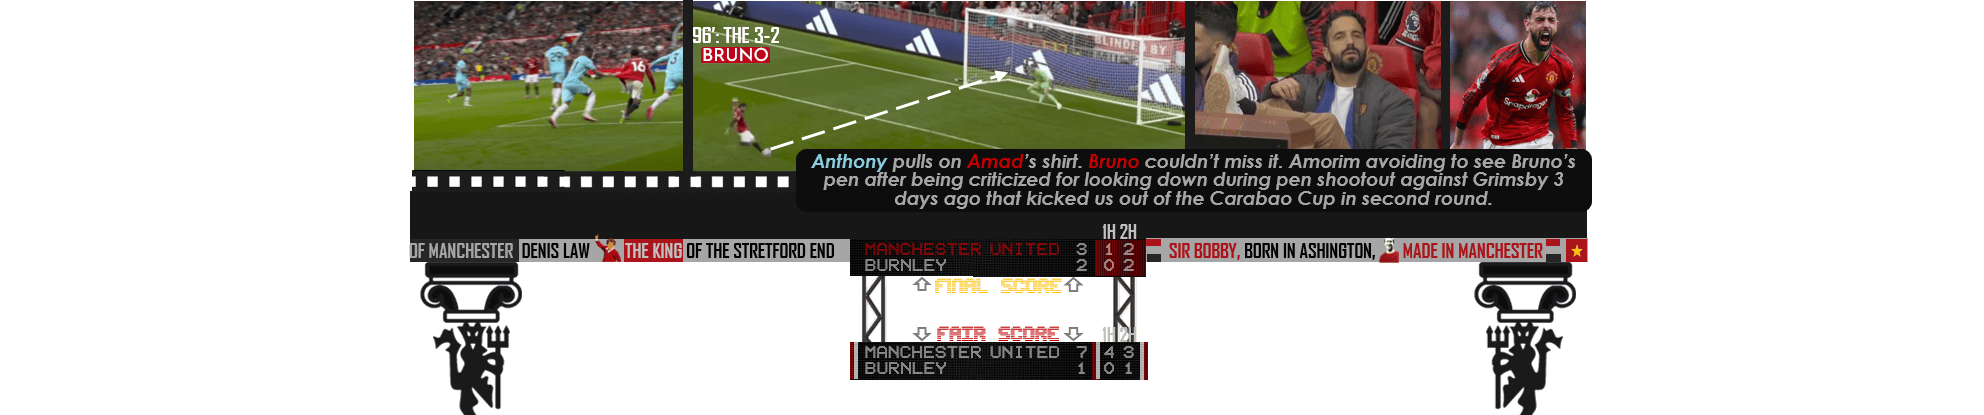 96': THE 3-2
BRUNO
BLINDED BY
16
Snapdragon
Anthony pulls on Amad's shirt. Bruno couldn't miss it. Amorim avoiding to see Bruno's
pen after being criticized for looking down during pen shootout against Grimsby 3
days ago that kicked us out of the Carabao Cup in second round.
1H 2H
OF MANCHESTER DENIS LAW THE KING OF THE STRETFORD END
MANCHESTER UNITED 3 1 2
BURNLEY 2 0 2
SIR BOBBY, BORN IN ASHINGTON, MADE IN MANCHESTER
FINAL SCORE
FAIR SCORE
1H 2H
MANCHESTER UNITED 7 4 3
BURNLEY 1 0 1